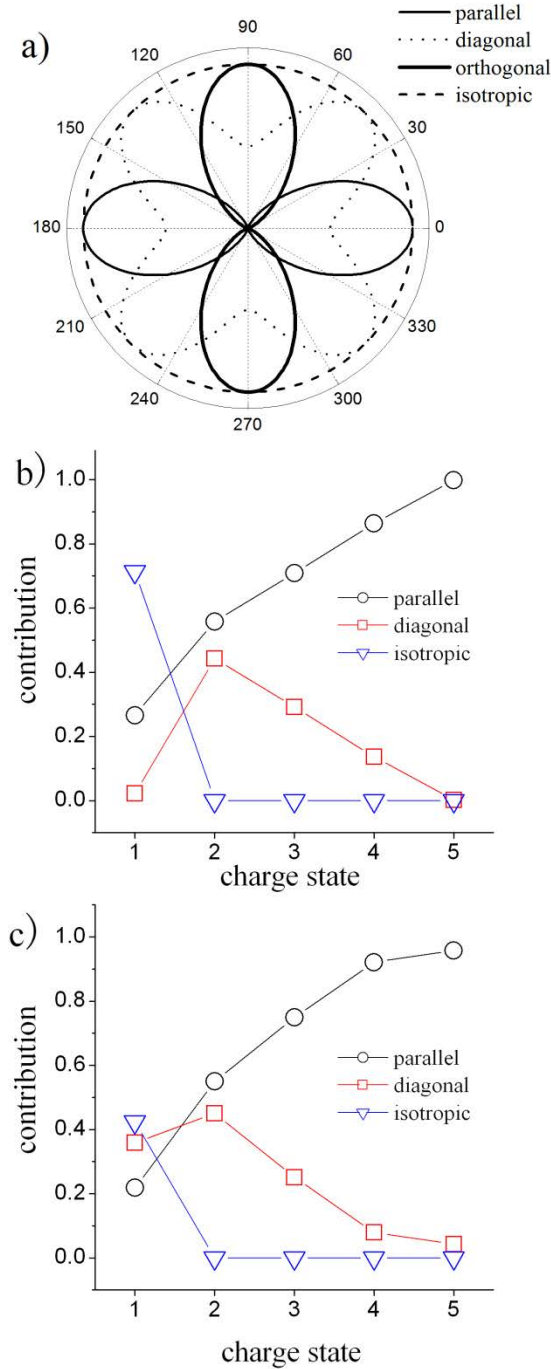 a)
parallel
diagonal
orthogonal
isotropic
90
120
60
150
30
180
0
210
330
240
300
270
b)
1.0
0.8
0.6
0.4
0.2
0.0
contribution
parallel
diagonal
isotropic
1 2 3 4 5
charge state
c)
1.0
0.8
0.6
0.4
0.2
0.0
contribution
parallel
diagonal
isotropic
1 2 3 4 5
charge state